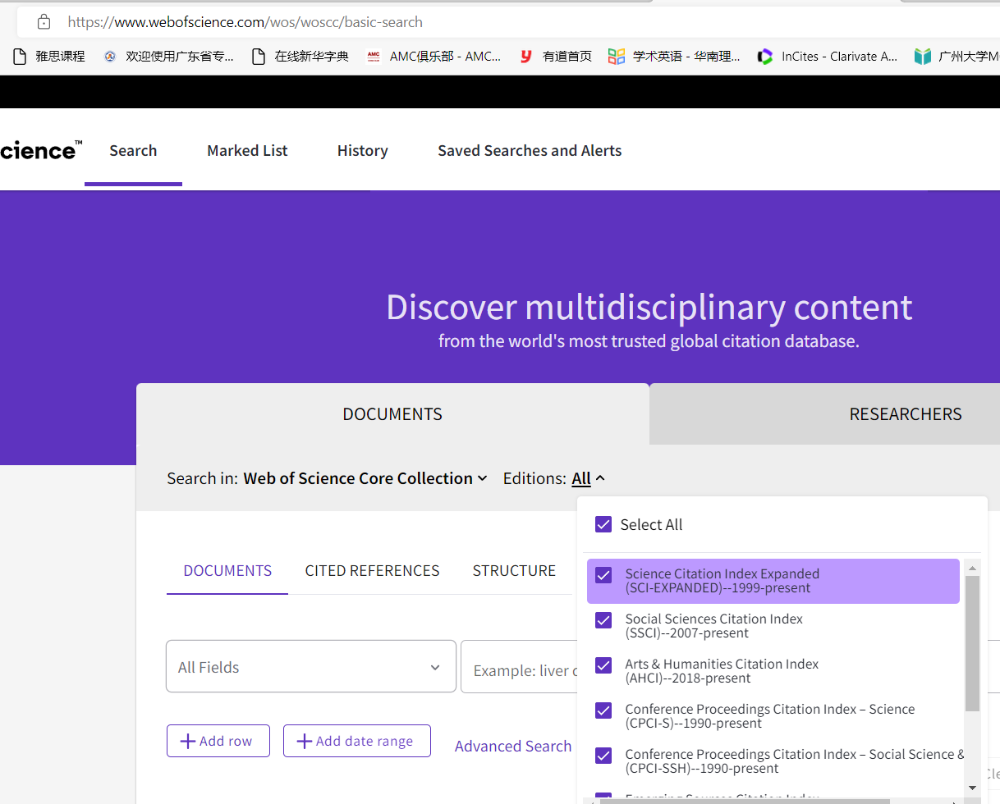 https://www.webofscience.com/wos/woscc/basic-search
雅思课程 欢迎使用广东省专... 在线新华字典 AMC AMC俱乐部 - AMC... y 有道首页 学术英语 - 华南理... InCites - Clarivate A... 广州大学M
cience™ Search Marked List History Saved Searches and Alerts
Discover multidisciplinary content
from the world's most trusted global citation database.
DOCUMENTS RESEARCHERS
Search in: Web of Science Core Collection Editions: All
Select All
DOCUMENTS CITED REFERENCES STRUCTURE
Science Citation Index Expanded
(SCI-EXPANDED)--1999-present
Social Sciences Citation Index
(SSCI)--2007-present
Arts & Humanities Citation Index
(AHCI)--2018-present
Conference Proceedings Citation Index – Science
(CPCI-S)--1990-present
Conference Proceedings Citation Index – Social Science &
(CPCI-SSH)--1990-present
All Fields Example: liver
+ Add row + Add date range Advanced Search